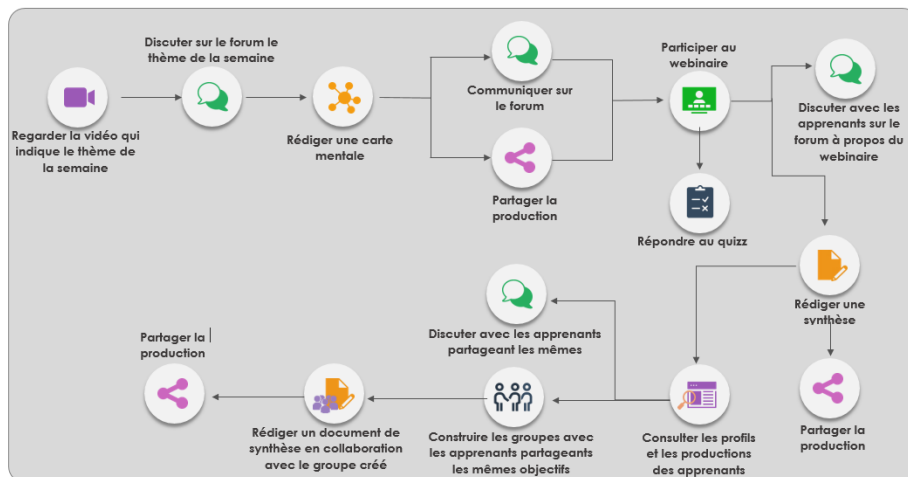 Discuter sur le forum le
thème de la semaine
Regarder la vidéo qui
indique le thème de
la semaine
Rédiger une carte
mentale
Communiquer sur
le forum
Partager la
production
Participer au
webinaire
Répondre au quizz
Discuter avec les
apprenants sur le
forum à propos du
webinaire
Rédiger une
synthèse
Partager la
production
Consulter les profils
et les productions
des apprenants
Discuter avec les apprenants
partageant les mêmes
Construire les groupes avec
les apprenants partageants
les mêmes objectifs
Rédiger un document de
synthèse en collaboration
avec le groupe créé
Partager la
production